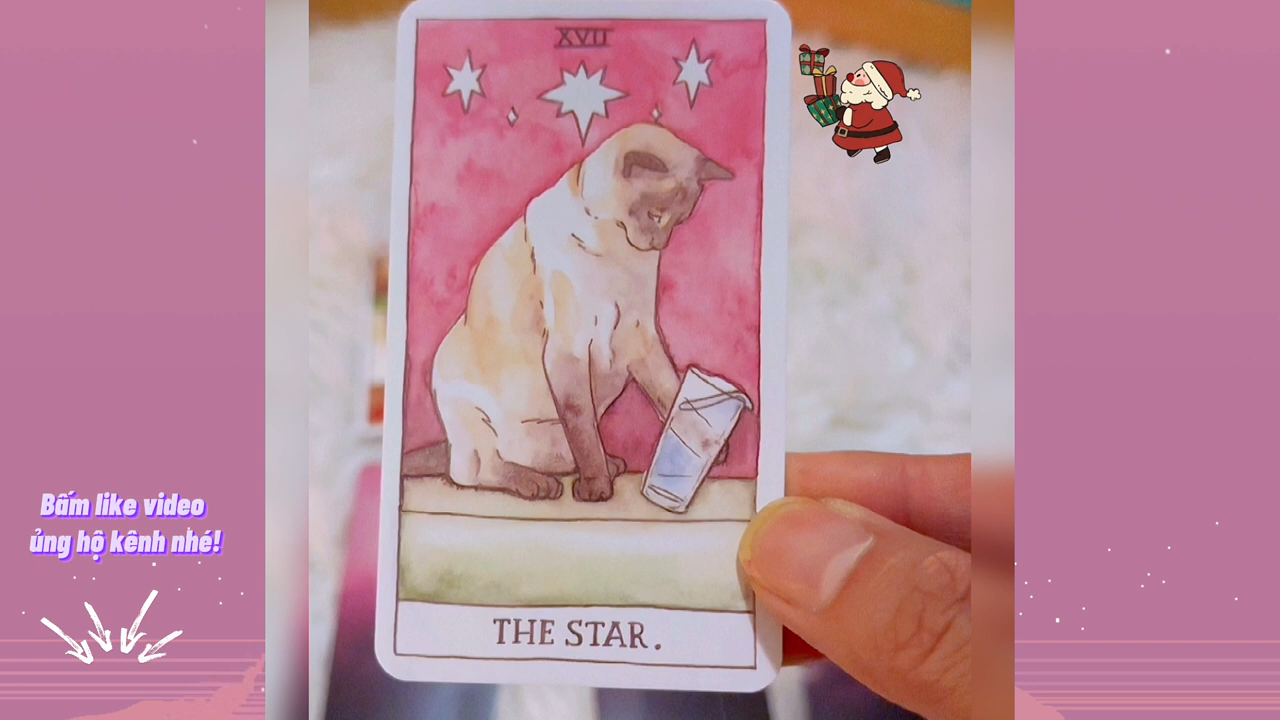 XVII
THE STAR.
Bấm like video
ủng hộ kênh nhé!